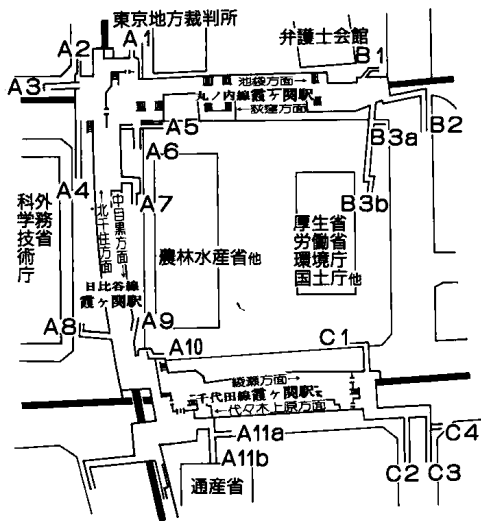 東京地方裁判所
弁護士会館
A2
A1
B1
A3
池袋方面→
丸ノ内線霞ヶ関駅
←荻窪方面
A5
B3a
B2
A6
A4
A7
B3b
外務省
科学技術庁
中目黒方面→
←北千住方面
農林水産省他
厚生省
労働省
環境庁
国土庁他
日比谷線
霞ヶ関駅
A8
A9
A10
C1
綾瀬方面→
千代田線霞ヶ関駅
←代々木上原方面
A11a
A11b
C4
C2
C3
通産省